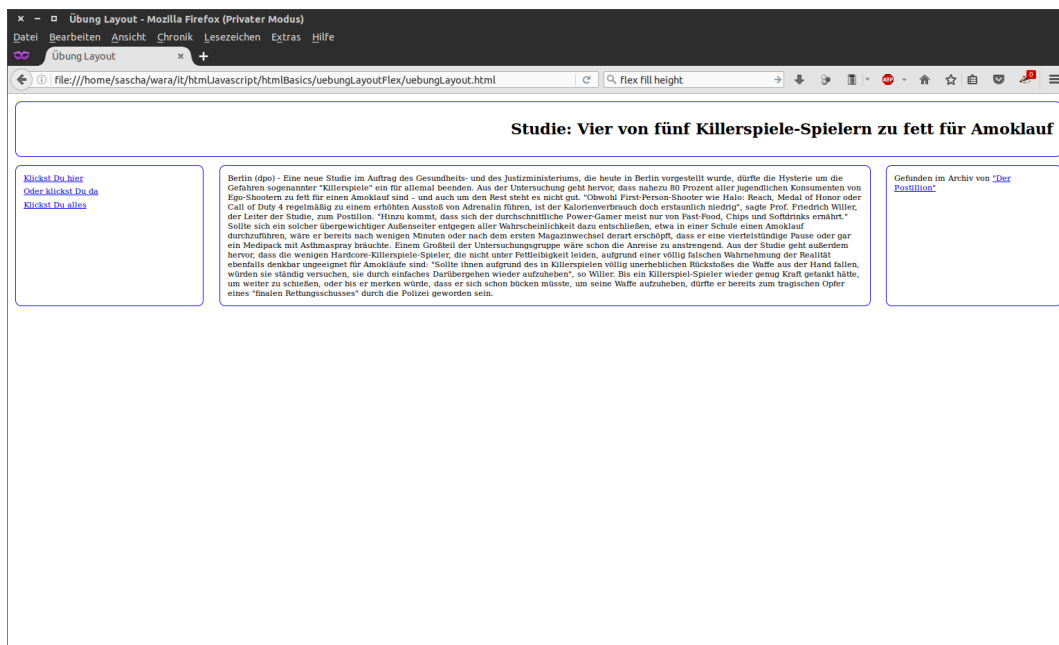 Übung Layout - Mozilla Firefox (Privater Modus)
Datei Bearbeiten Ansicht Chronik Lesezeichen Extras Hilfe
Übung Layout × +
file:///home/sascha/wara/it/htmlJavascript/htmlBasics/uebungLayoutFlex/uebungLayout.html
flex fill height
ABP
0
Studie: Vier von fünf Killerspiele-Spielern zu fett für Amoklauf
Klickst Du hier
Oder klickst Du da
Klickst Du alles
Berlin (dpo) - Eine neue Studie im Auftrag des Gesundheits- und des Justizministeriums, die heute in Berlin vorgestellt wurde, dürfte die Hysterie um die
Gefahren sogenannter "Killerspiele" ein für allemal beenden. Aus der Untersuchung geht hervor, dass nahezu 80 Prozent aller jugendlichen Konsumenten von
Ego-Shootern zu fett für einen Amoklauf sind – und auch um den Rest steht es nicht gut. "Obwohl First-Person-Shooter wie Halo: Reach, Medal of Honor oder
Call of Duty 4 regelmäßig zu einem erhöhten Ausstoß von Adrenalin führen, ist der Kalorienverbrauch doch erstaunlich niedrig", sagte Prof. Friedrich Willer,
der Leiter der Studie, zum Postillon. "Hinzu kommt, dass sich der durchschnittliche Power-Gamer meist nur von Fast-Food, Chips und Softdrinks ernährt."
Sollte sich ein solcher übergewichtiger Außenseiter entgegen aller Wahrscheinlichkeit dazu entschließen, etwa in einer Schule einen Amoklauf
durchzuführen, wäre er bereits nach wenigen Minuten oder nach dem ersten Magazinwechsel derart erschöpft, dass er eine viertelstündige Pause oder gar
ein Medipack mit Asthmaspray bräuchte. Einem Großteil der Untersuchungsgruppe wäre schon die Anreise zu anstrengend. Aus der Studie geht außerdem
hervor, dass die wenigen Hardcore-Killerspiele-Spieler, die nicht unter Fettleibigkeit leiden, aufgrund einer völlig falschen Wahrnehmung der Realität
ebenfalls denkbar ungeeignet für Amokläufe sind: "Sollte ihnen aufgrund des in Killerspielen völlig unerheblichen Rückstoßes die Waffe aus der Hand fallen,
würden sie ständig versuchen, sie durch einfaches Darübergehen wieder aufzuheben", so Willer. Bis ein Killerspiel-Spieler wieder genug Kraft getankt hätte,
um weiter zu schießen, oder bis er merken würde, dass er sich schon bücken müsste, um seine Waffe aufzuheben, dürfte er bereits zum tragischen Opfer
eines "finalen Rettungsschusses" durch die Polizei geworden sein.
Gefunden im Archiv von "Der
Postillion"